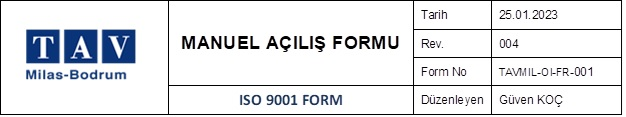 TAV
Milas-Bodrum
MANUEL AÇILIŞ FORMU
ISO 9001 FORM
Tarih 25.01.2023
Rev. 004
Form No TAVMIL-OI-FR-001
Düzenleyen Güven KOÇ